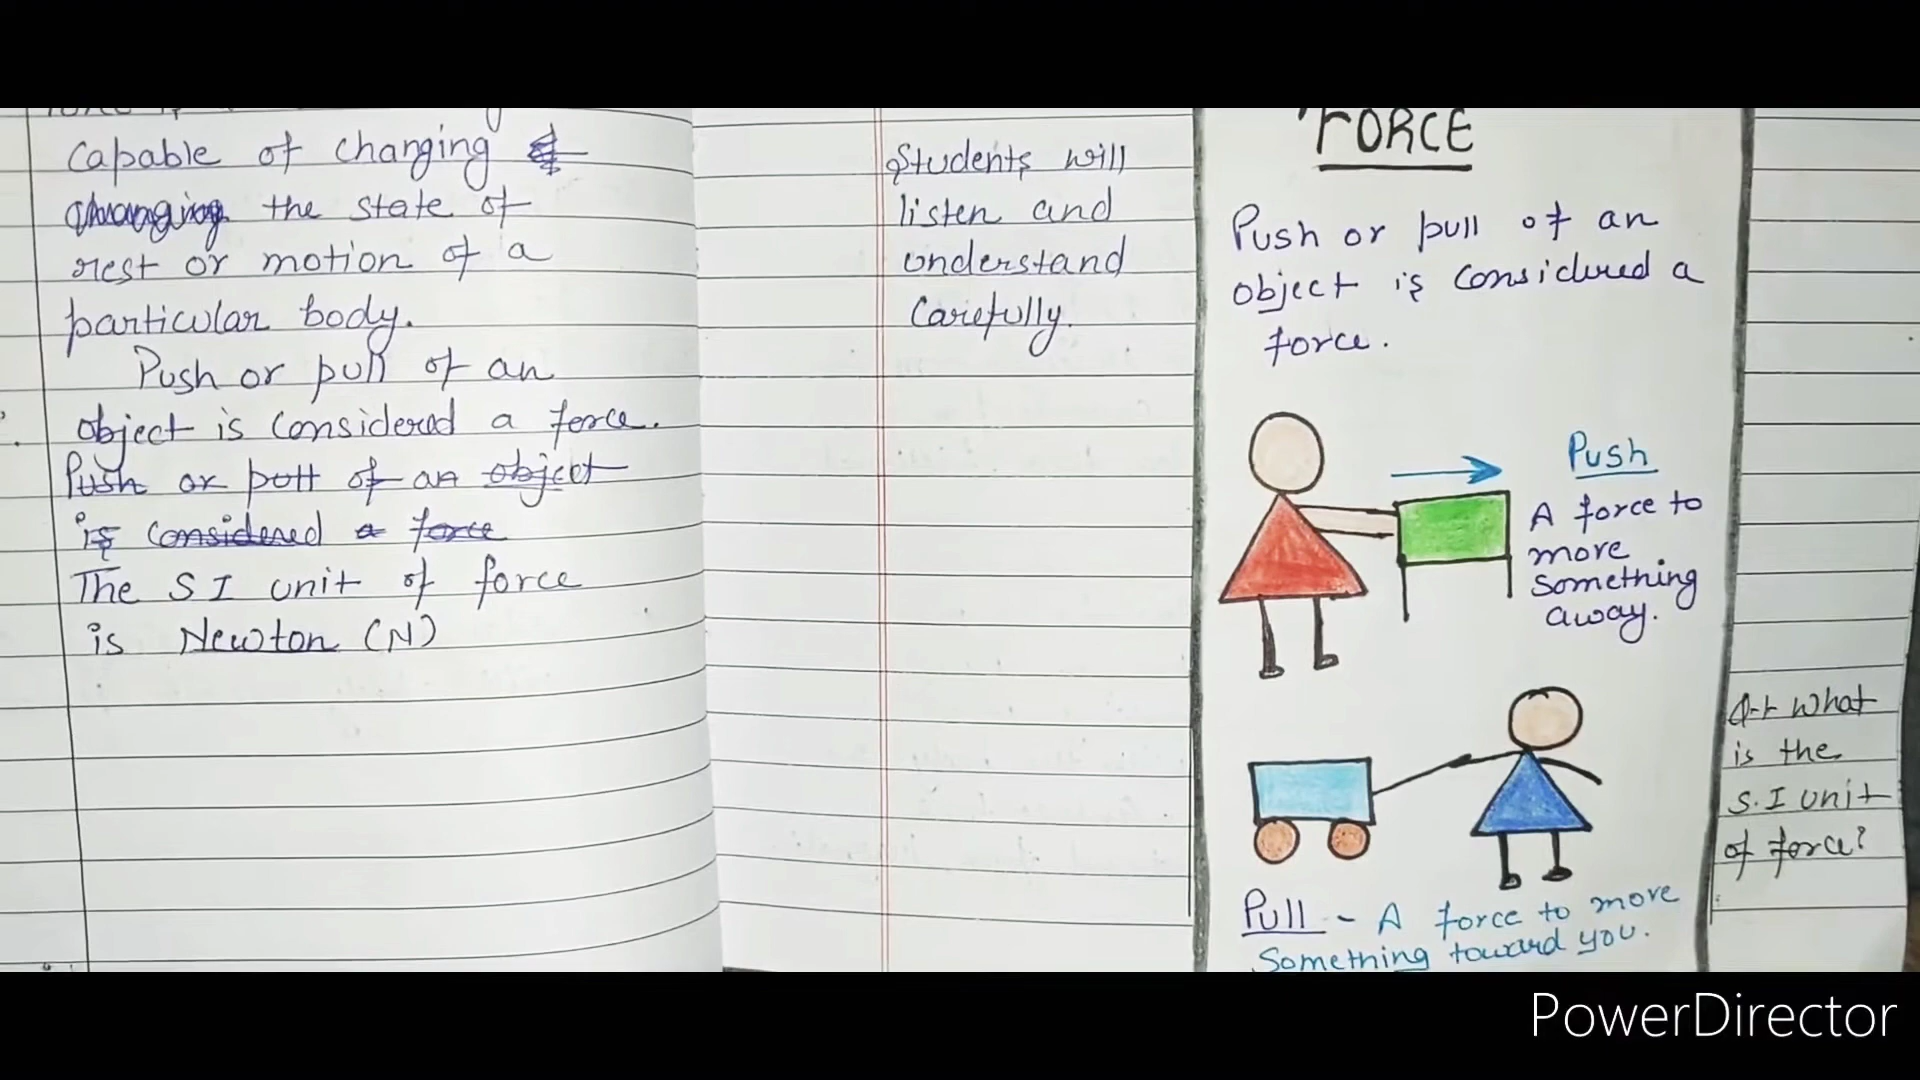 capable of changing
changing the state of
rest or motion of a
particular body.
Push or pull of an
object is considered a force.
Push or pull of an object
is considered a force
The S I unit of force
is Newton (N)
Students will
listen and
understand
Carefully.
"FORCE
Push or pull of an
object is considered a
force.
Push
A force to
more
something
away.
Pull - A force to more
Something toward you.
Q-1 What
is the
S.I unit
of force?
PowerDirector